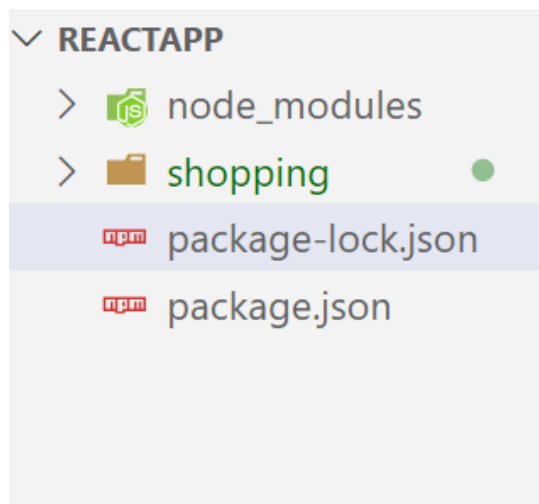 REACTAPP
node_modules
shopping
package-lock.json
package.json